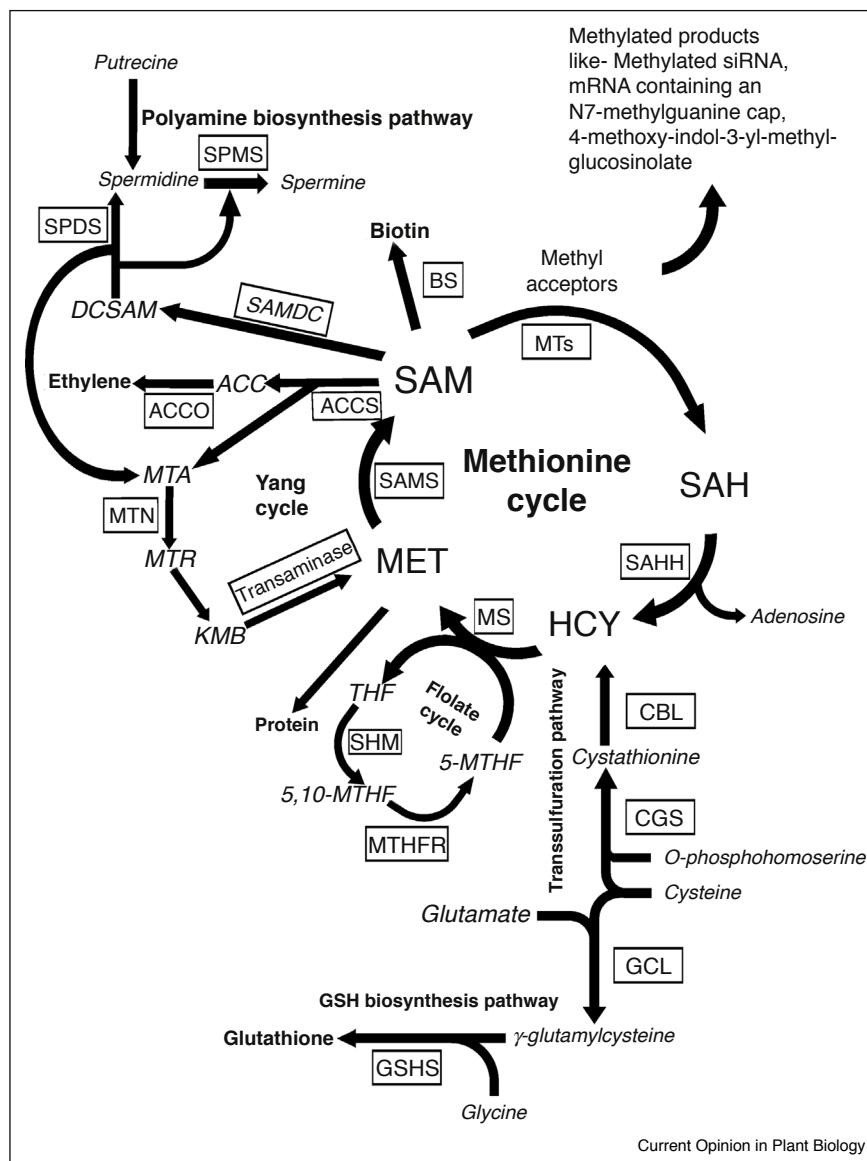 Methylated products
like- Methylated siRNA,
mRNA containing an
N7-methylguanine cap,
4-methoxy-indol-3-yl-methyl-
glucosinolate
Putrecine
Polyamine biosynthesis pathway
SPMS
Spermidine
Spermine
SPDS
Biotin
BS
Methyl
acceptors
DCSAM
SAMDC
MTs
SAM
Ethylene
ACC
ACCO
ACCS
Methionine
cycle
MTA
Yang
cycle
SAMS
SAH
MTN
MTR
Transaminase
MET
SAHH
KMB
MS
HCY
Adenosine
THF
Flolate
cycle
Protein
SHM
5-MTHF
5,10-MTHF
MTHFR
Transsulfuration pathway
CBL
Cystathionine
CGS
O-phosphohomoserine
Cysteine
Glutamate
GCL
GSH biosynthesis pathway
Glutathione
γ-glutamylcysteine
GSHS
Glycine
Current Opinion in Plant Biology